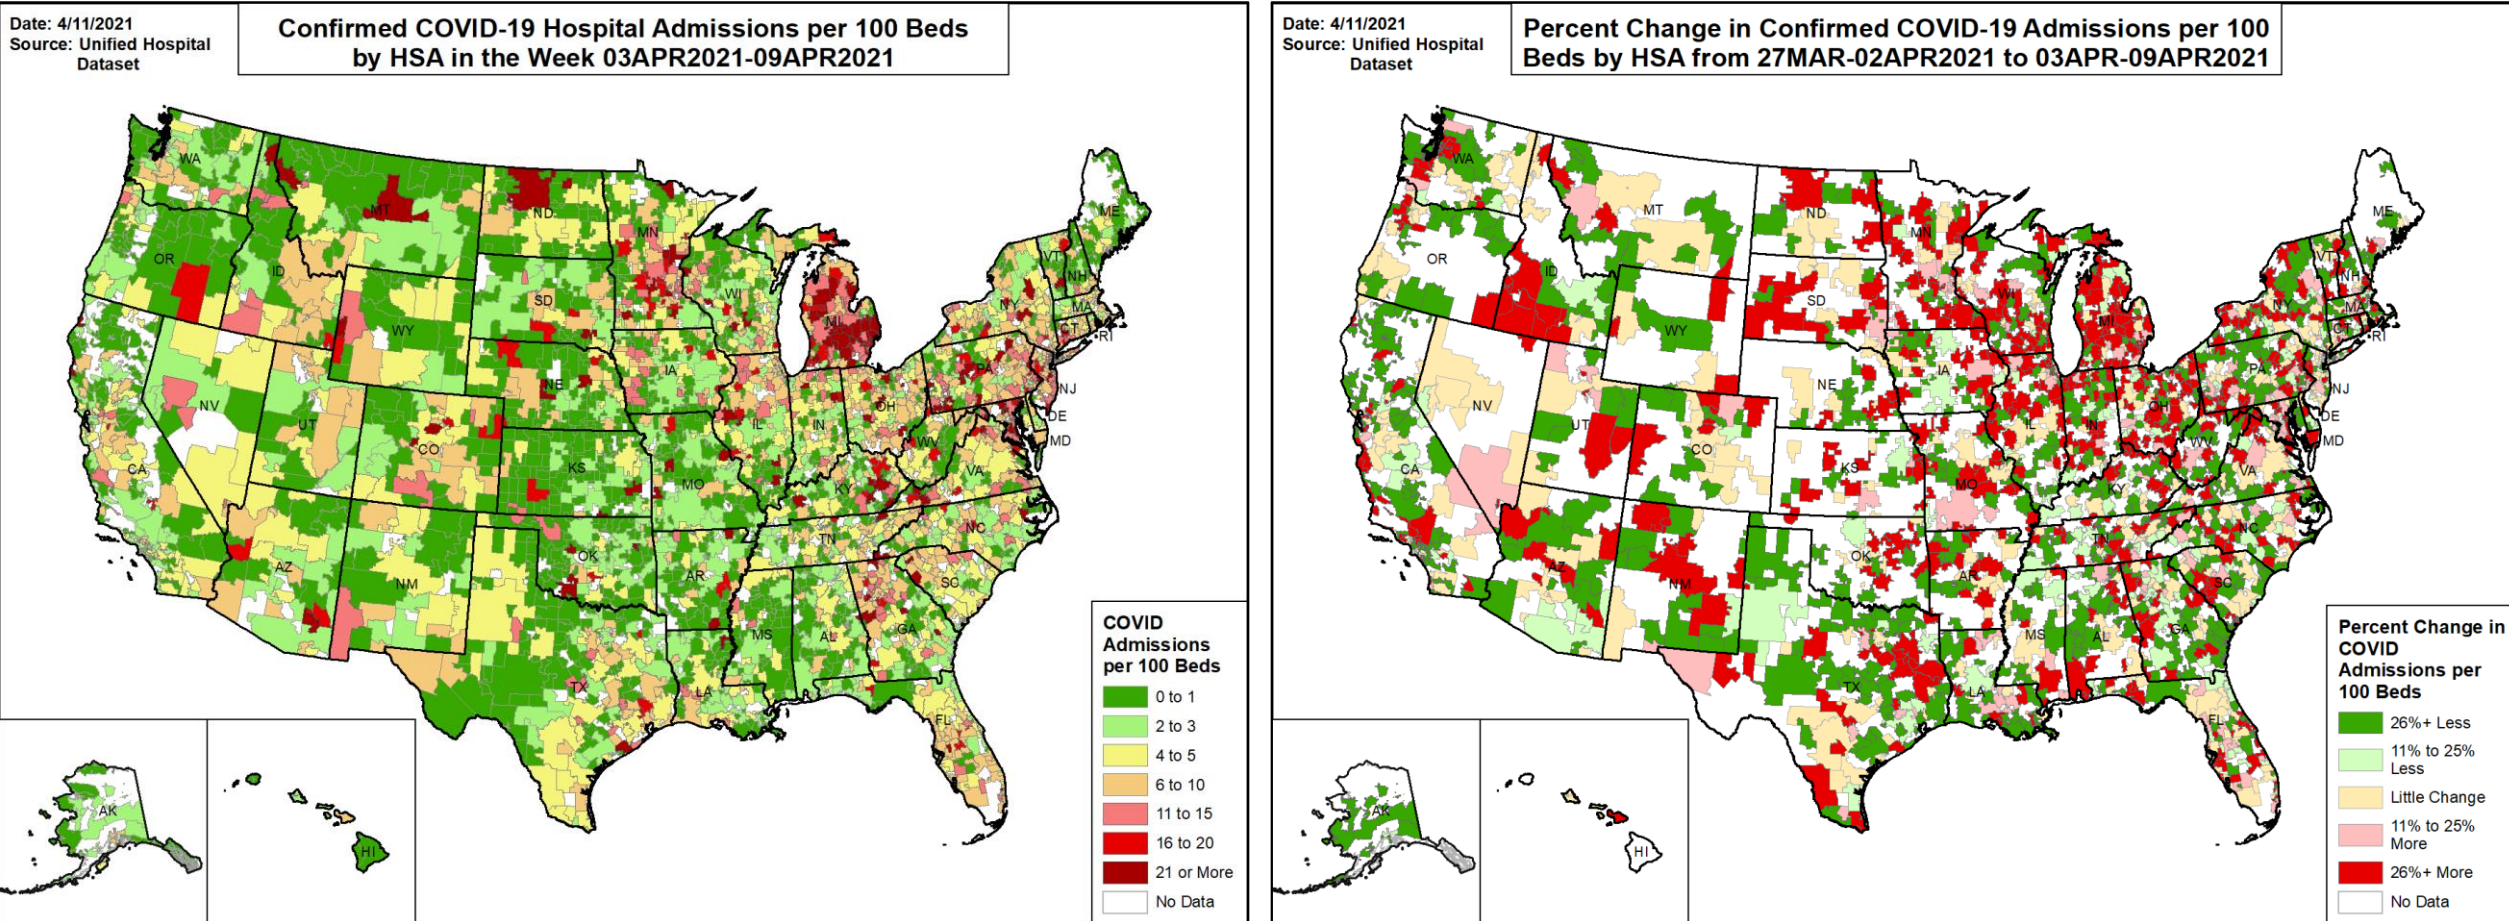 Date: 4/11/2021
Source: Unified Hospital
Dataset
Confirmed COVID-19 Hospital Admissions per 100 Beds
by HSA in the Week 03APR2021-09APR2021
WA
MT
ND
MN
ME
OR
ID
SD
WI
MI
VT
NH
NY
MA
CT
RI
WY
IA
NE
PA
NJ
NV
UT
CO
IL
IN
OH
DE
MD
WV
CA
KS
MO
KY
VA
AZ
NM
OK
AR
TN
NC
SC
MS
AL
GA
TX
LA
FL
AK
HI
COVID
Admissions
per 100 Beds
0 to 1
2 to 3
4 to 5
6 to 10
11 to 15
16 to 20
21 or More
No Data
Date: 4/11/2021
Source: Unified Hospital
Dataset
Percent Change in Confirmed COVID-19 Admissions per 100
Beds by HSA from 27MAR-02APR2021 to 03APR-09APR2021
WA
MT
ND
MN
ME
OR
ID
SD
WI
MI
VT
NH
NY
MA
CT
RI
WY
IA
NE
PA
NJ
NV
UT
CO
IL
IN
OH
DE
MD
WV
CA
KS
MO
KY
VA
AZ
NM
OK
AR
TN
NC
SC
MS
AL
GA
TX
LA
FL
AK
HI
Percent Change in
COVID
Admissions per
100 Beds
26%+ Less
11% to 25%
Less
Little Change
11% to 25%
More
26%+ More
No Data